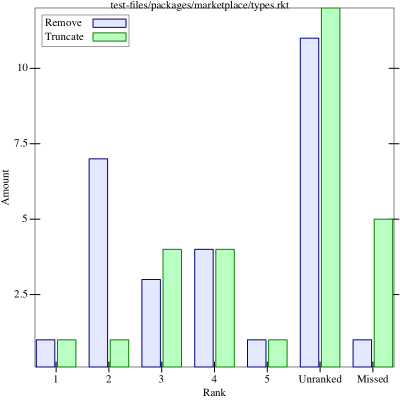 test-files/packages/marketplace/types.rkt
Remove
Truncate
10
7.5
5
2.5
Amount
1 2 3 4 5 Unranked Missed
Rank